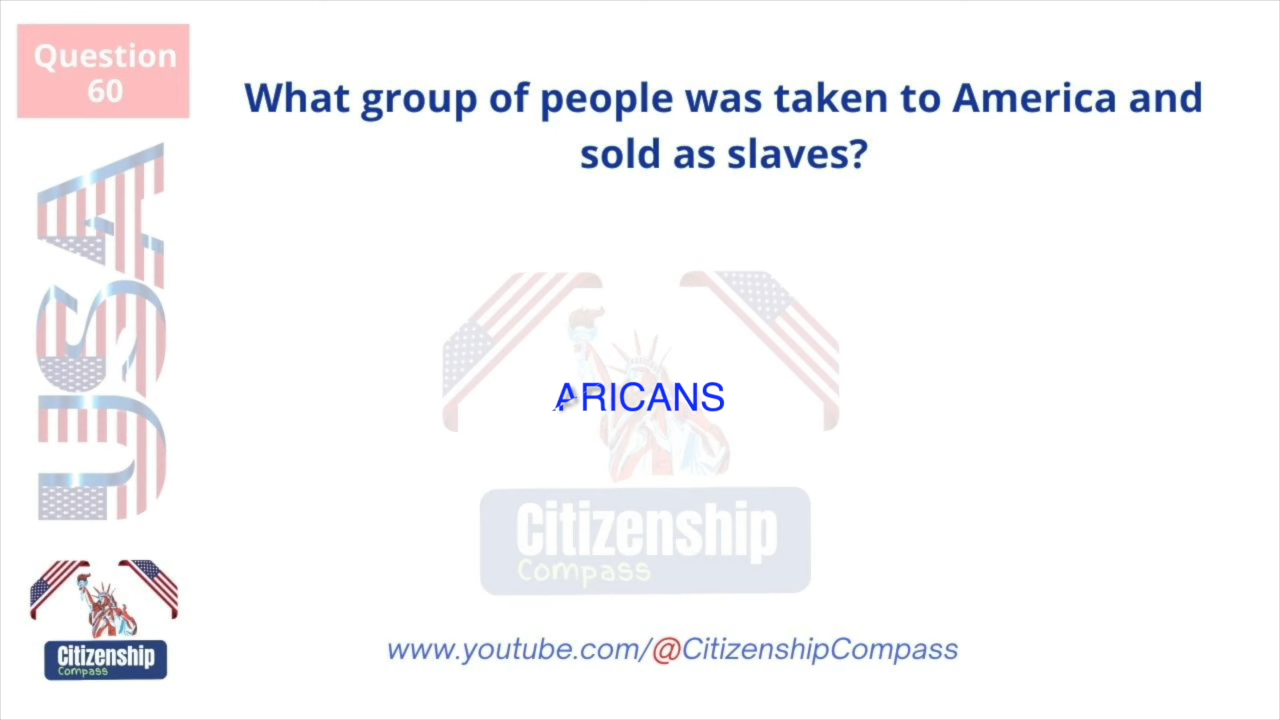 Question
60
What group of people was taken to America and
sold as slaves?
USA
ARICANS
Citizenship
Compass
Citizenship
Compass
www.youtube.com/@CitizenshipCompass